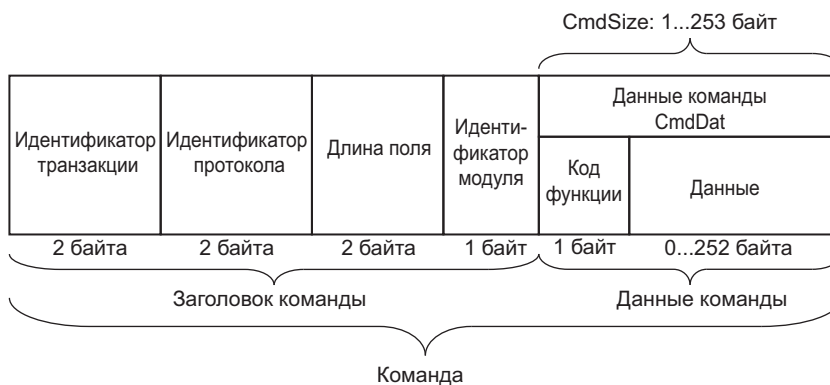 CmdSize: 1...253 байт
Данные команды
CmdDat
Идентификатор
транзакции
Идентификатор
протокола
Длина поля
Иденти-
фикатор
модуля
Код
функции
Данные
2 байта
2 байта
2 байта
1 байт
1 байт
0...252 байта
Заголовок команды
Данные команды
Команда